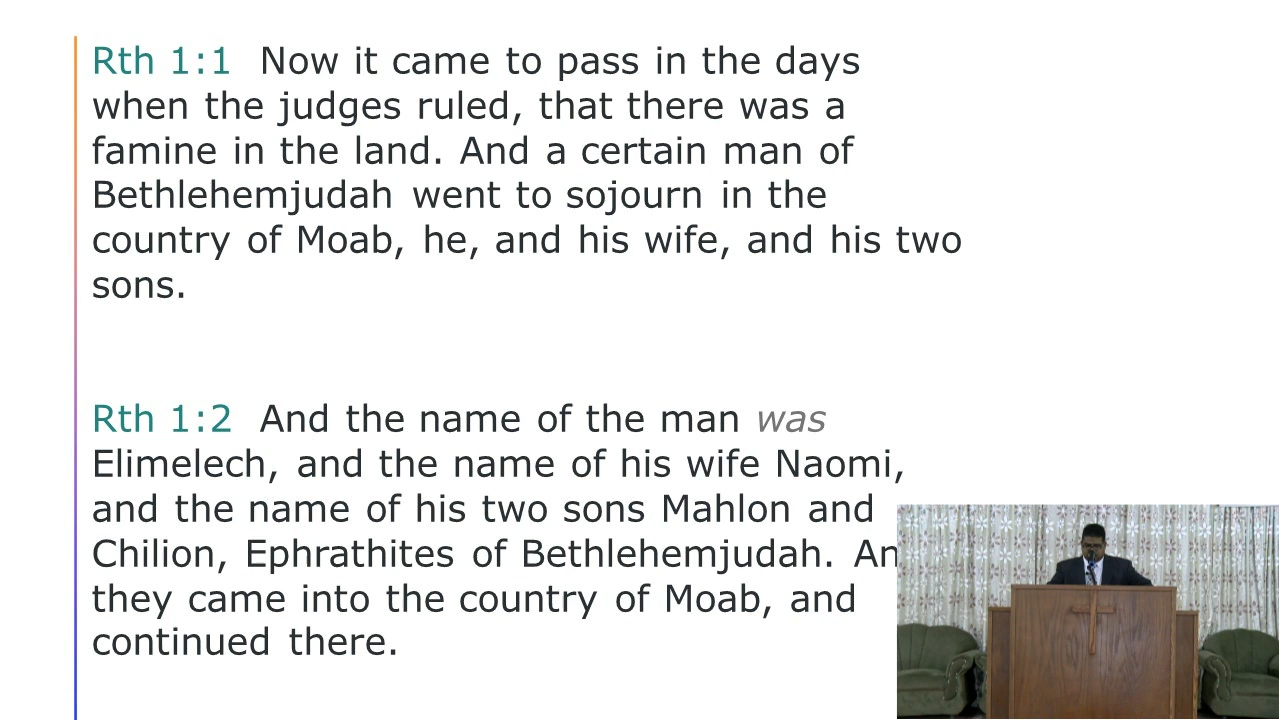 Rth 1:1 Now it came to pass in the days
when the judges ruled, that there was a
famine in the land. And a certain man of
Bethlehemjudah went to sojourn in the
country of Moab, he, and his wife, and his two
sons.
Rth 1:2 And the name of the man was
Elimelech, and the name of his wife Naomi,
and the name of his two sons Mahlon and
Chilion, Ephrathites of Bethlehemjudah. An
they came into the country of Moab, and
continued there.